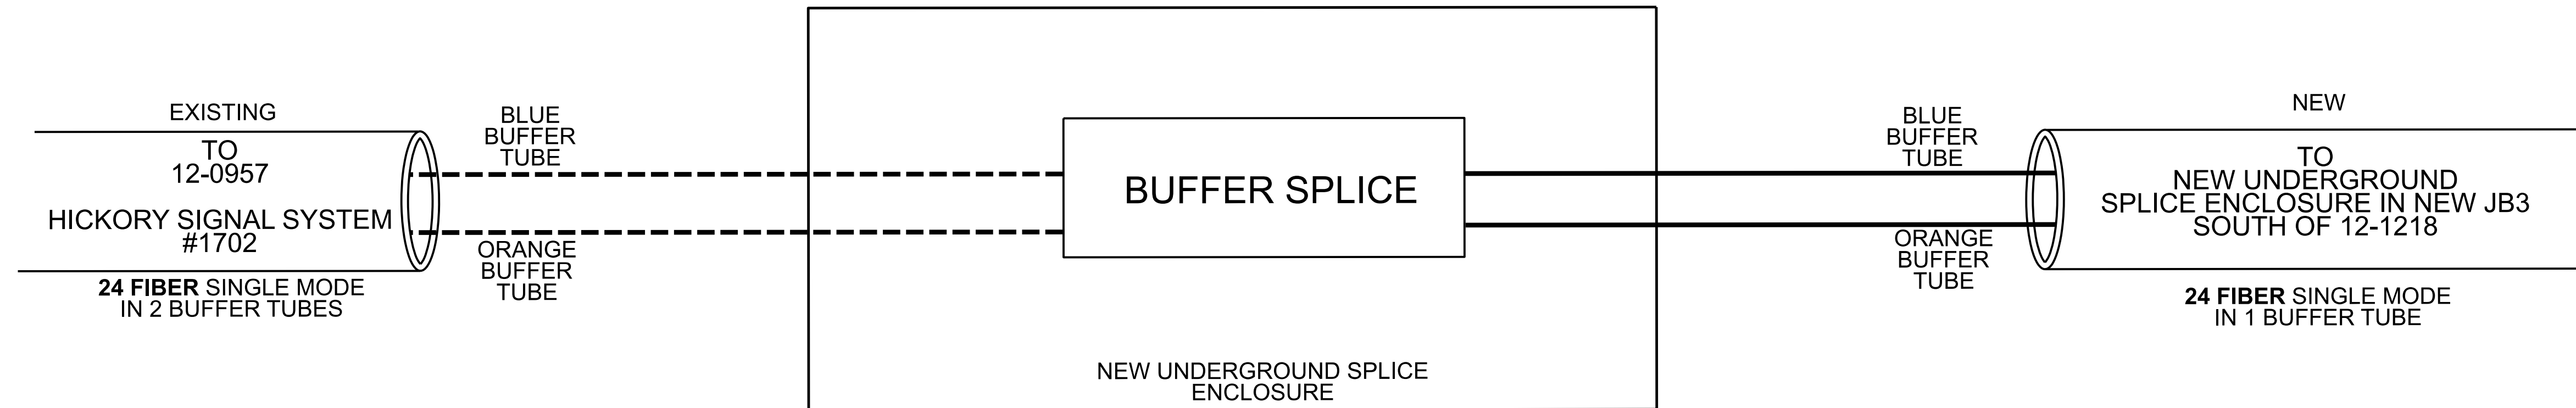 EXISTING
TO
12-0957
HICKORY SIGNAL SYSTEM
#1702
24 FIBER SINGLE MODE
IN 2 BUFFER TUBES
BLUE
BUFFER
TUBE
ORANGE
BUFFER
TUBE
BUFFER SPLICE
NEW UNDERGROUND SPLICE
ENCLOSURE
BLUE
BUFFER
TUBE
ORANGE
BUFFER
TUBE
NEW
TO
NEW UNDERGROUND
SPLICE ENCLOSURE IN NEW JB3
SOUTH OF 12-1218
24 FIBER SINGLE MODE
IN 1 BUFFER TUBE